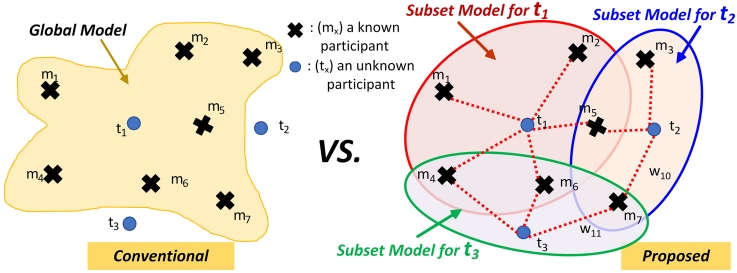 Global Model
m₁
m₂
m₃
m₄
m₅
m₆
m₇
t₁
t₂
t₃
Conventional
: (mₓ) a known
participant
: (tₓ) an unknown
participant
VS.
Subset Model for t₁
Subset Model for t₂
m₁
m₂
m₃
m₄
m₅
m₆
m₇
t₁
t₂
t₃
w₁₀
w₁₁
Subset Model for t₃
Proposed